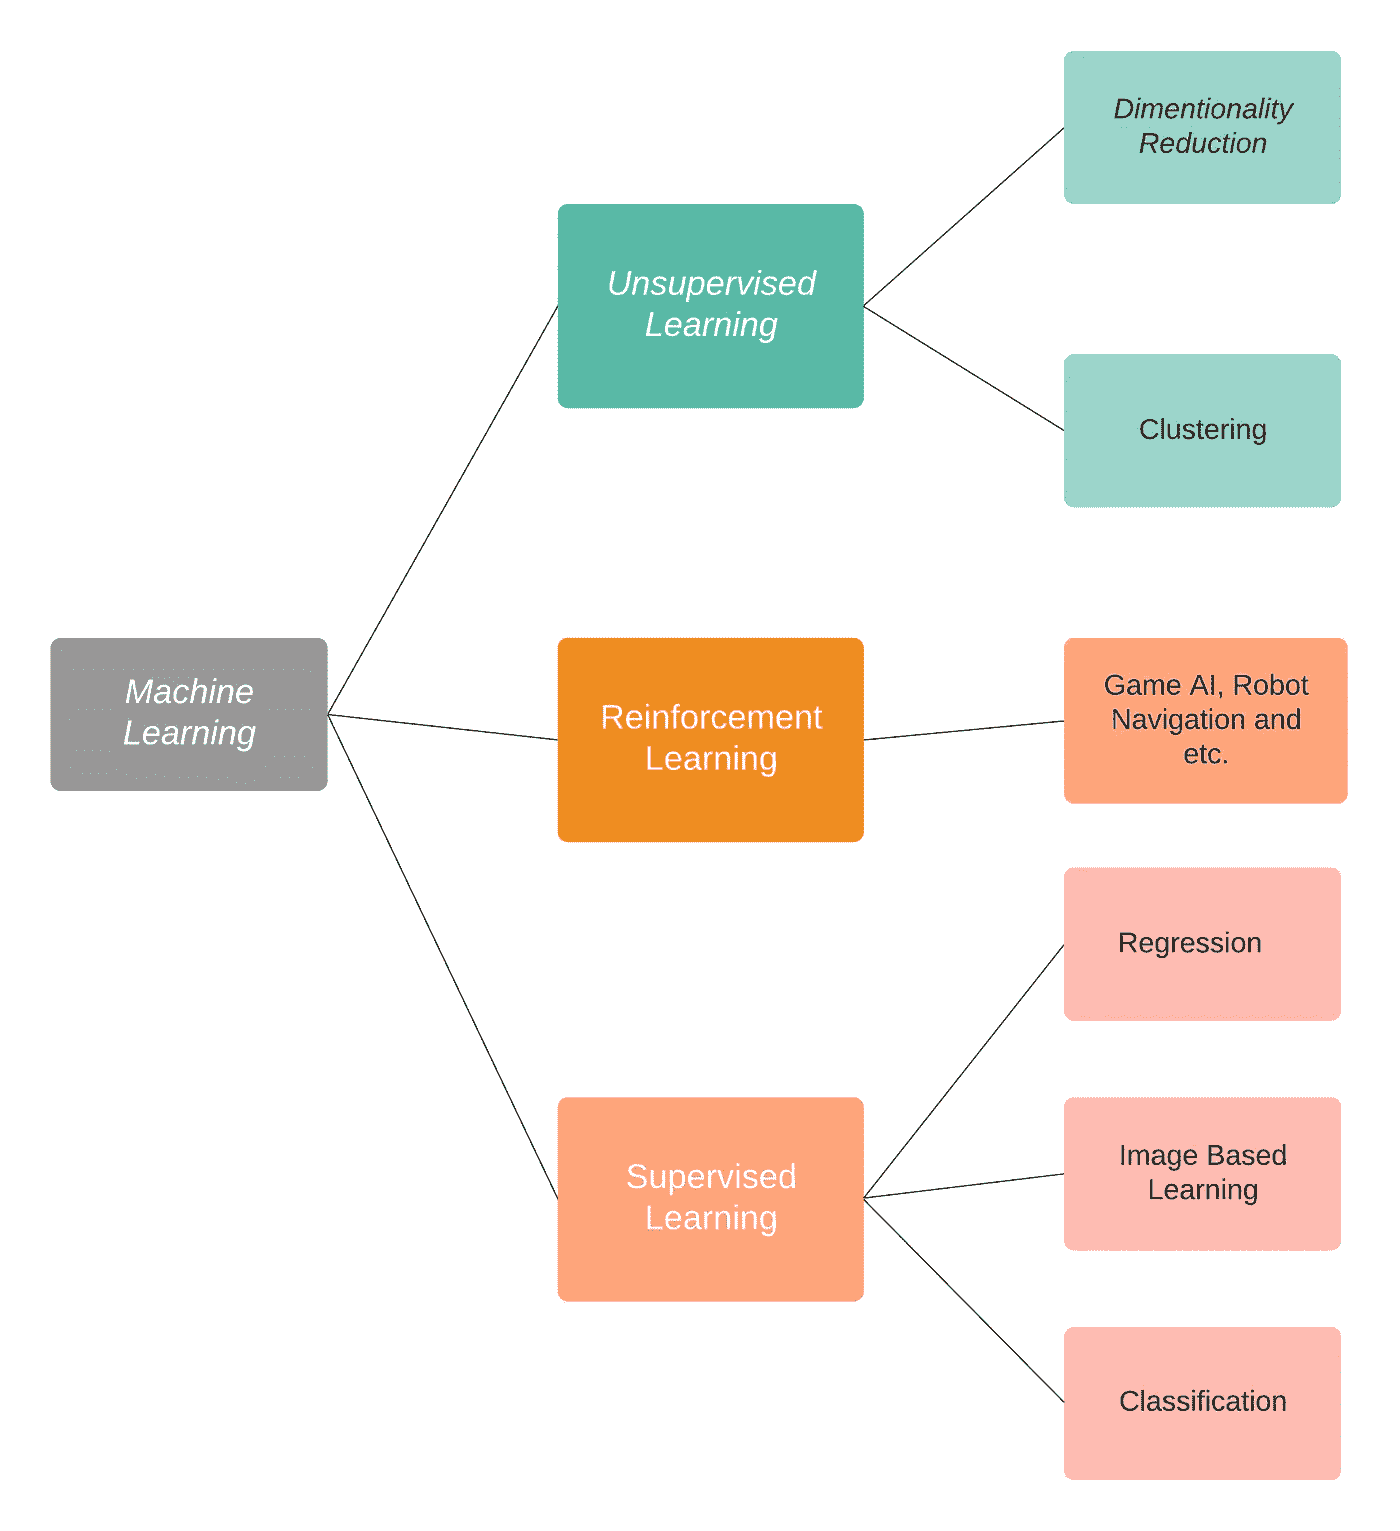 Dimentionality
Reduction
Unsupervised
Learning
Clustering
Machine
Learning
Reinforcement
Learning
Game AI, Robot
Navigation and
etc.
Regression
Supervised
Learning
Image Based
Learning
Classification